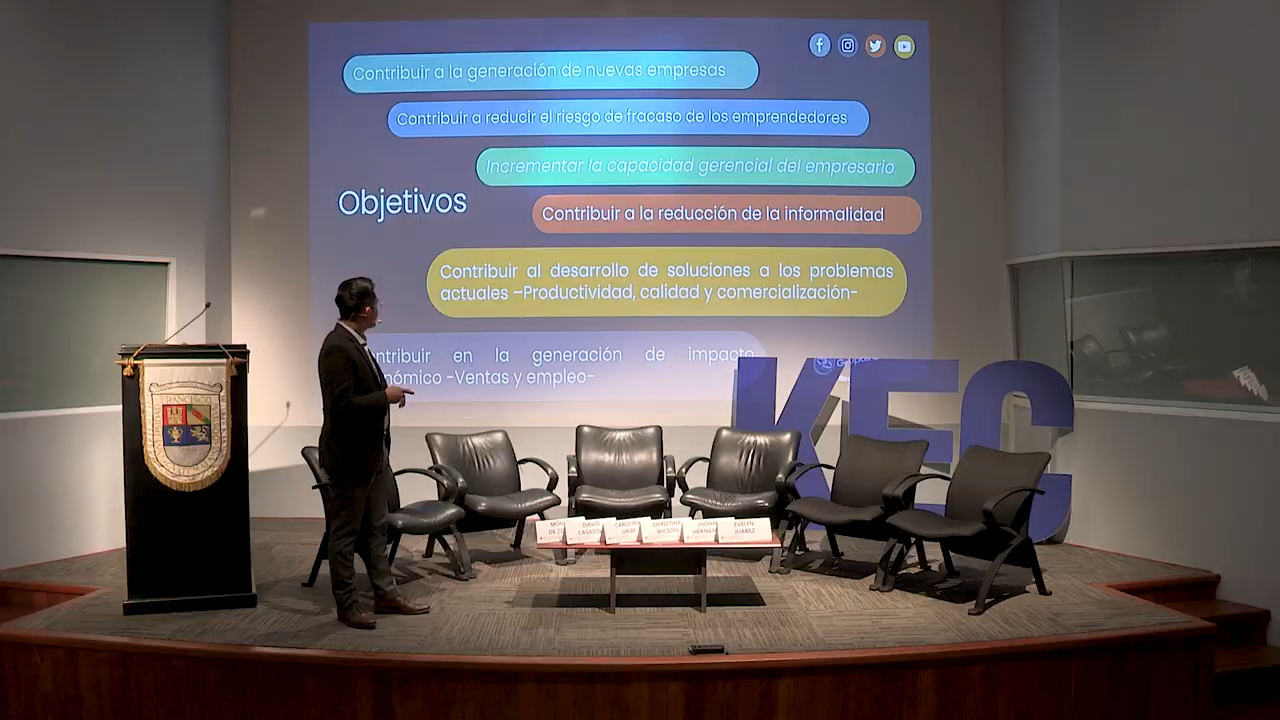 Contribuir a la generación de nuevas empresas
Contribuir a reducir el riesgo de fracaso de los emprendedores
Incrementar la capacidad gerencial del empresario
Objetivos
Contribuir a la reducción de la informalidad
Contribuir al desarrollo de soluciones a los problemas
actuales –Productividad, calidad y comercialización-
ntribuir en la generación de impacto
nómico -Ventas y empleo-
KEC
FRANCISCO
DAVID
CAROLINA
CHRISTINE
WILSON
EVELYN
JUÁREZ